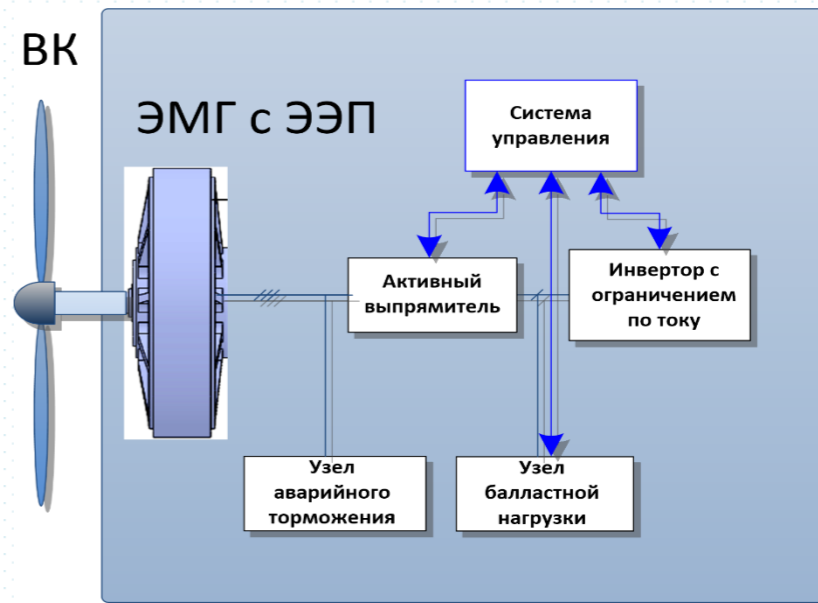 ВК
ЭМГ с ЭЭП
Система
управления
Активный
выпрямитель
Инвертор с
ограничением
по току
Узел
аварийного
торможения
Узел
балластной
нагрузки